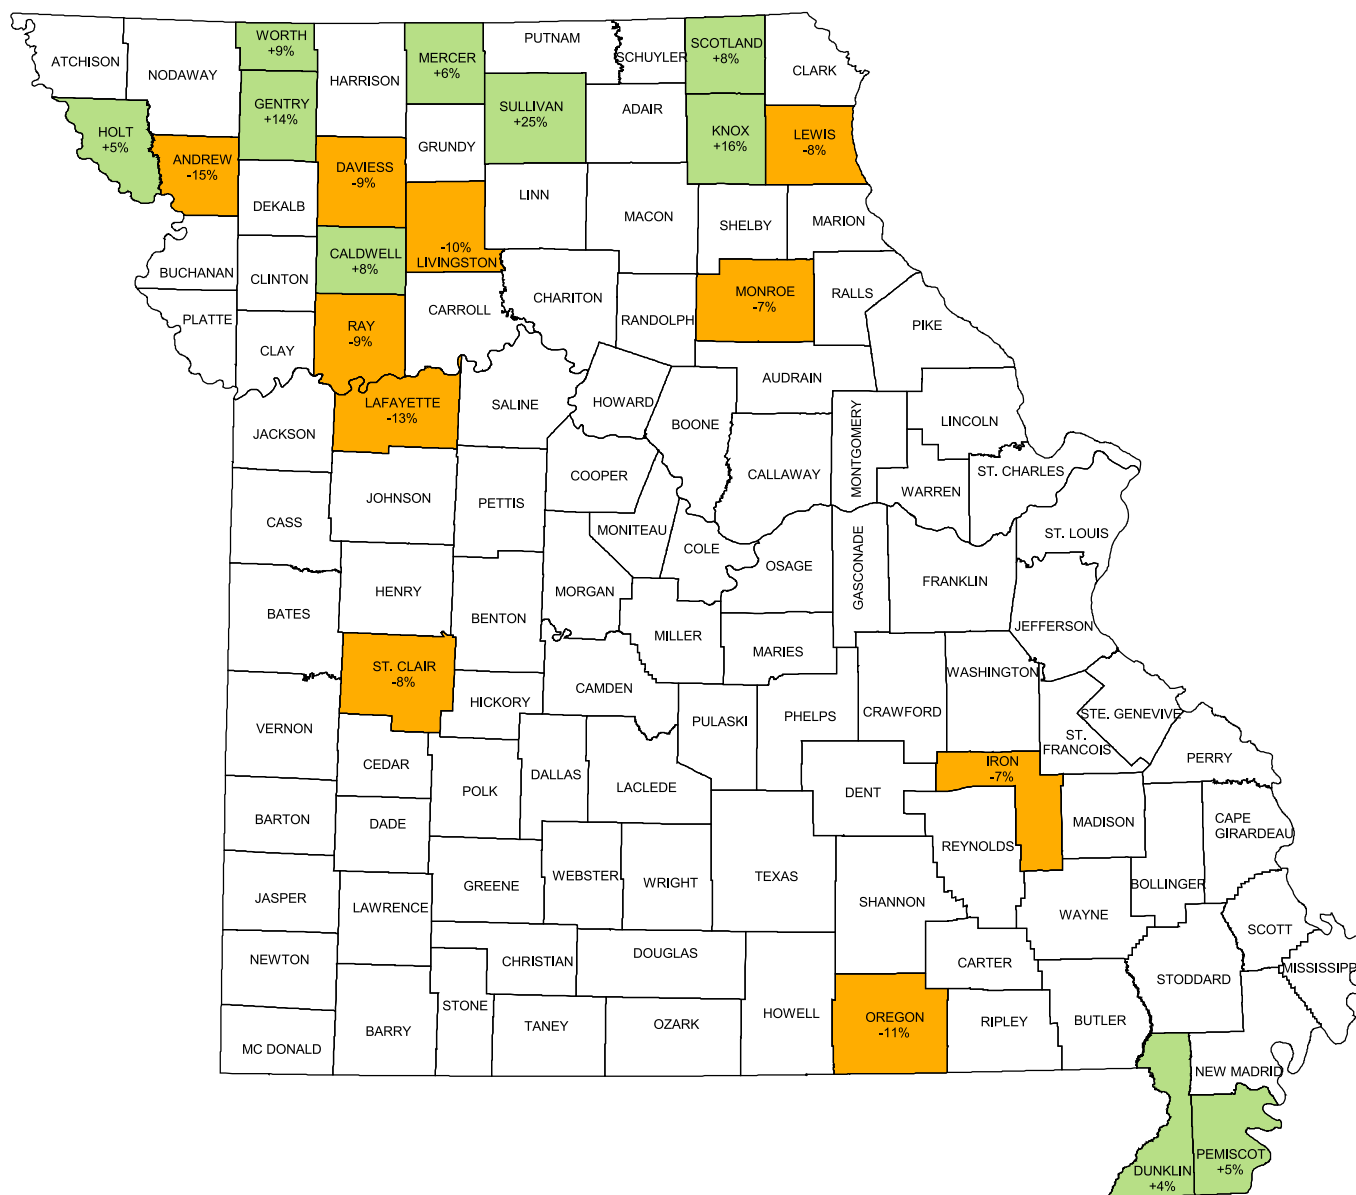 ATCHISON
NODAWAY
WORTH
+9%
HARRISON
MERCER
+6%
PUTNAM
SCHUYLER
SCOTLAND
+8%
CLARK
HOLT
+5%
ANDREW
-15%
GENTRY
+14%
DAVIESS
-9%
GRUNDY
SULLIVAN
+25%
ADAIR
KNOX
+16%
LEWIS
-8%
DEKALB
LINN
MACON
SHELBY
MARION
BUCHANAN
CLINTON
CALDWELL
+8%
-10%
LIVINGSTON
CHARITON
RANDOLPH
MONROE
-7%
RALLS
PIKE
PLATTE
CLAY
RAY
-9%
CARROLL
AUDRAIN
JACKSON
LAFAYETTE
-13%
SALINE
HOWARD
BOONE
CALLAWAY
MONTGOMERY
LINCOLN
WARREN
ST. CHARLES
ST. LOUIS
CASS
JOHNSON
PETTIS
COOPER
MONITEAU
COLE
OSAGE
GASCONADE
FRANKLIN
JEFFERSON
BATES
HENRY
BENTON
MORGAN
MILLER
MARIES
ST. CLAIR
-8%
HICKORY
CAMDEN
PULASKI
PHELPS
CRAWFORD
WASHINGTON
STE. GENEVIVE
ST.
FRANCOIS
PERRY
VERNON
CEDAR
POLK
DALLAS
LACLEDE
DENT
IRON
-7%
MADISON
BOLLINGER
CAPE
GIRARDEAU
BARTON
DADE
GREENE
WEBSTER
WRIGHT
TEXAS
REYNOLDS
SHANNON
WAYNE
SCOTT
JASPER
LAWRENCE
CHRISTIAN
DOUGLAS
CARTER
STODDARD
MISSISSIPPI
NEWTON
STONE
TANEY
OZARK
HOWELL
OREGON
-11%
RIPLEY
BUTLER
MC DONALD
BARRY
NEW MADRID
DUNKLIN
+4%
PEMISCOT
+5%